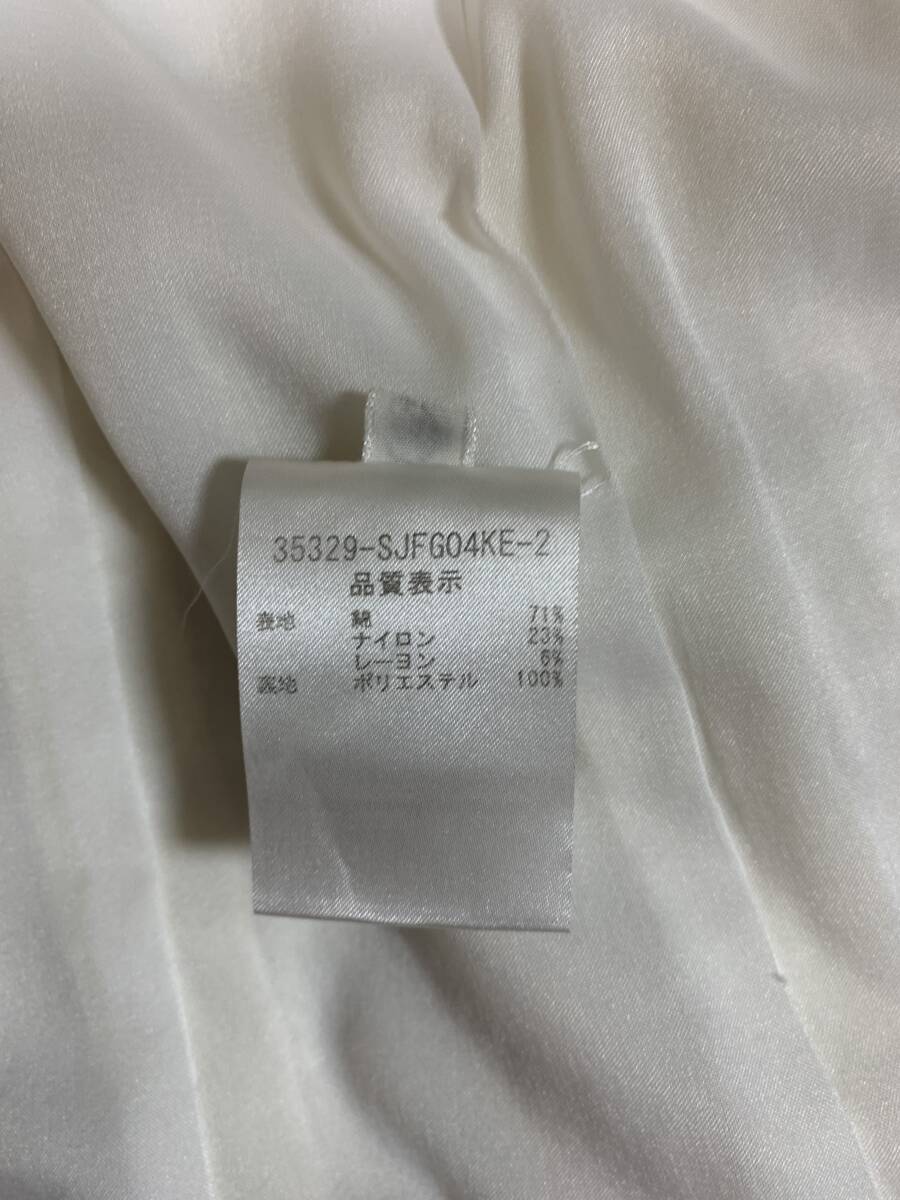 35329-SJFG04KE-2
品質表示
表地 綿 71%
ナイロン 23%
レーヨン 6%
裏地 ポリエステル 100%